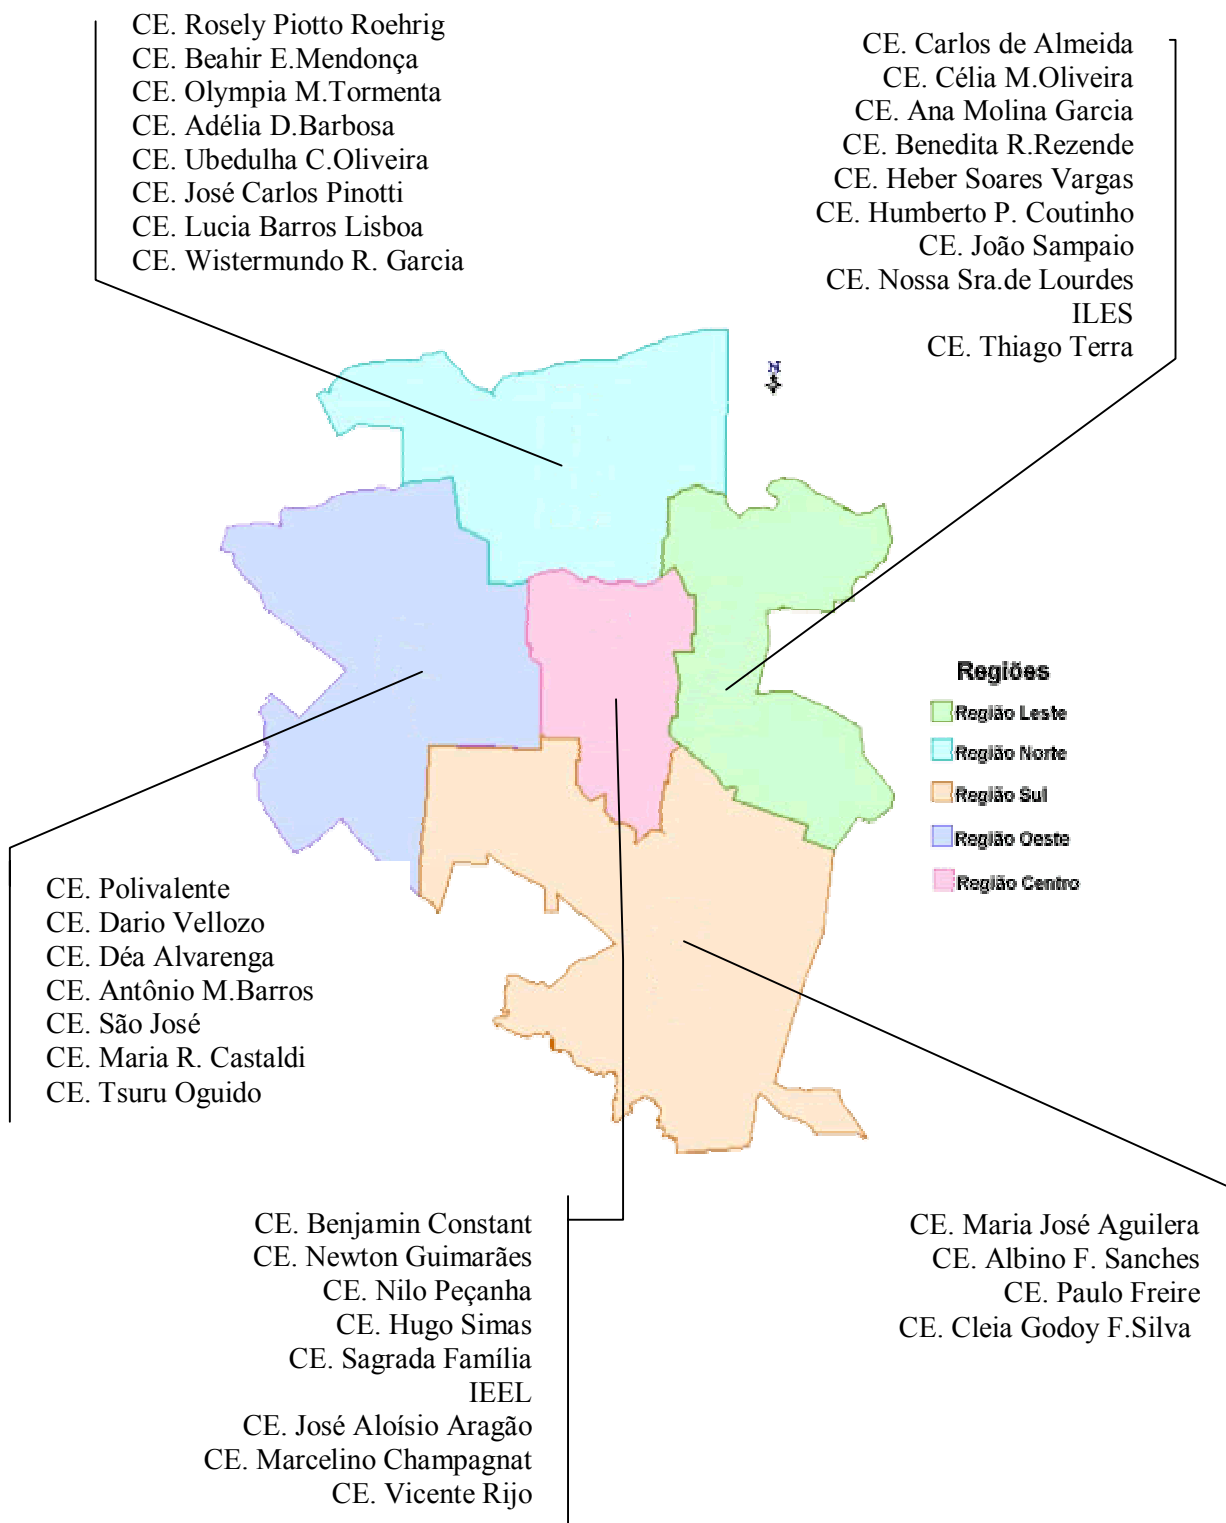 CE. Rosely Piotto Roehrig
CE. Beahir E.Mendonça
CE. Olympia M.Tormenta
CE. Adélia D.Barbosa
CE. Ubedulha C.Oliveira
CE. José Carlos Pinotti
CE. Lucia Barros Lisboa
CE. Wistermundo R. Garcia
CE. Carlos de Almeida
CE. Célia M.Oliveira
CE. Ana Molina Garcia
CE. Benedita R.Rezende
CE. Heber Soares Vargas
CE. Humberto P. Coutinho
CE. João Sampaio
CE. Nossa Sra.de Lourdes
ILES
CE. Thiago Terra
N
Regiões
Região Leste
Região Norte
Região Sul
Região Oeste
Região Centro
CE. Polivalente
CE. Dario Vellozo
CE. Déa Alvarenga
CE. Antônio M.Barros
CE. São José
CE. Maria R. Castaldi
CE. Tsuru Oguido
CE. Benjamin Constant
CE. Newton Guimarães
CE. Nilo Peçanha
CE. Hugo Simas
CE. Sagrada Família
IEEL
CE. José Aloísio Aragão
CE. Marcelino Champagnat
CE. Vicente Rijo
CE. Maria José Aguilera
CE. Albino F. Sanches
CE. Paulo Freire
CE. Cleia Godoy F.Silva